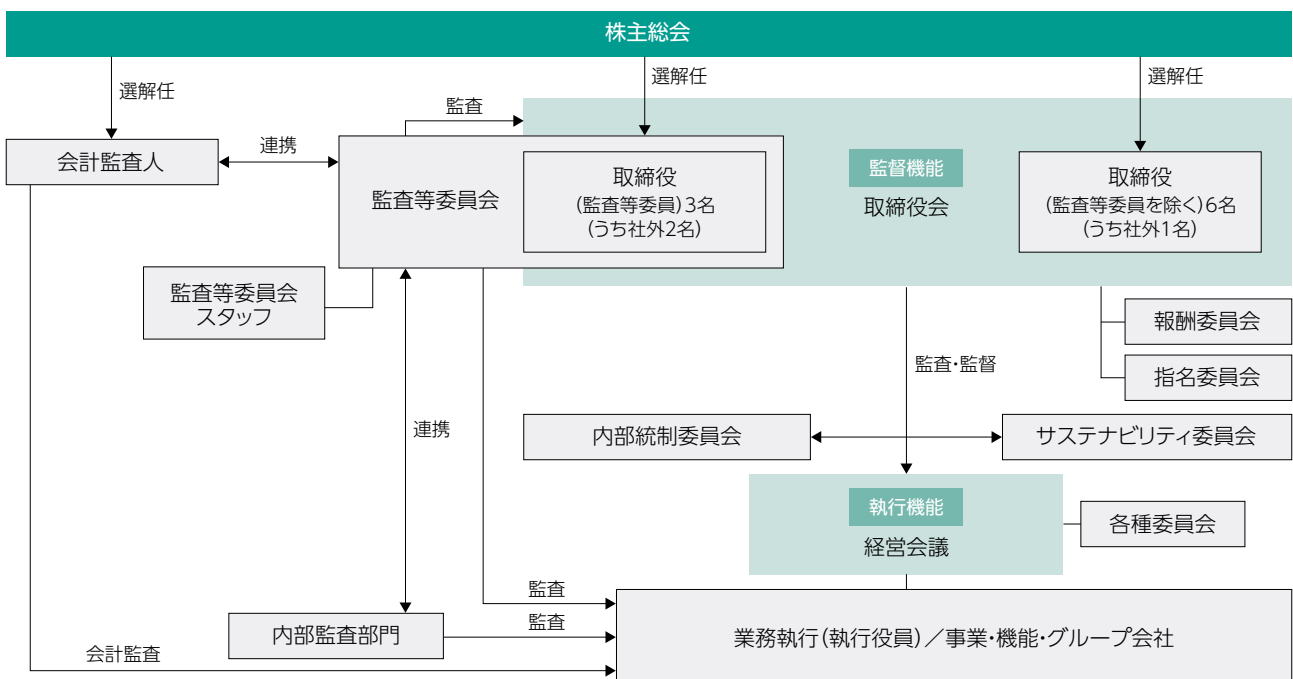 株主総会
選解任
選解任
選解任
監査
会計監査人
連携
監査等委員会
取締役
(監査等委員)3名
(うち社外2名)
監督機能
取締役会
取締役
(監査等委員を除く)6名
(うち社外1名)
監査等委員会
スタッフ
報酬委員会
指名委員会
監査・監督
連携
内部統制委員会
サステナビリティ委員会
執行機能
経営会議
各種委員会
監査
内部監査部門
監査
業務執行(執行役員)／事業・機能・グループ会社
会計監査